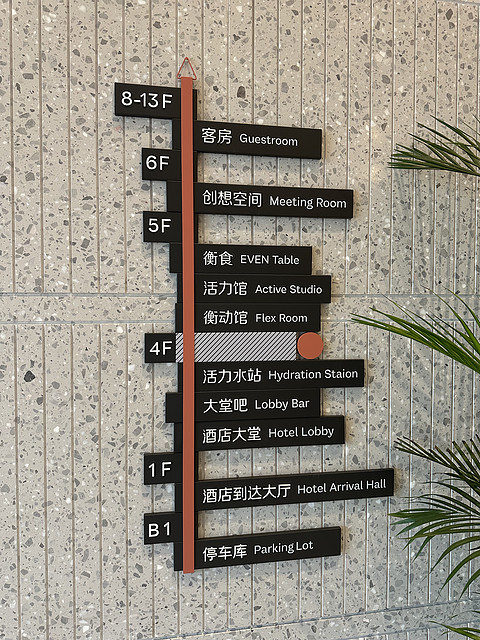 8-13F
客房 Guestroom
6F
创想空间 Meeting Room
5F
衡食 EVEN Table
活力馆 Active Studio
衡动馆 Flex Room
4F
活力水站 Hydration Staion
大堂吧 Lobby Bar
酒店大堂 Hotel Lobby
1F
酒店到达大厅 Hotel Arrival Hall
B1
停车库 Parking Lot